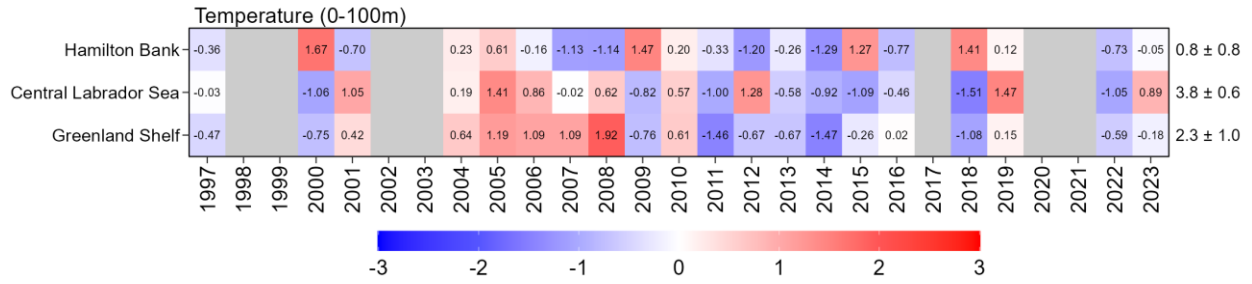 Temperature (0-100m)
Hamilton Bank -0.36 1.67 -0.70 0.23 0.61 -0.16 -1.13 -1.14 1.47 0.20 -0.33 -1.20 -0.26 -1.29 1.27 -0.77 1.41 0.12 -0.73 -0.05 0.8 ± 0.8
Central Labrador Sea -0.03 -1.06 1.05 0.19 1.41 0.86 -0.02 0.62 -0.82 0.57 -1.00 1.28 -0.58 -0.92 -1.09 -0.46 -1.51 1.47 -1.05 0.89 3.8 ± 0.6
Greenland Shelf -0.47 -0.75 0.42 0.64 1.19 1.09 1.09 1.92 -0.76 0.61 -1.46 -0.67 -0.67 -1.47 -0.26 0.02 -1.08 0.15 -0.59 -0.18 2.3 ± 1.0
1997 1998 1999 2000 2001 2002 2003 2004 2005 2006 2007 2008 2009 2010 2011 2012 2013 2014 2015 2016 2017 2018 2019 2020 2021 2022 2023
-3 -2 -1 0 1 2 3